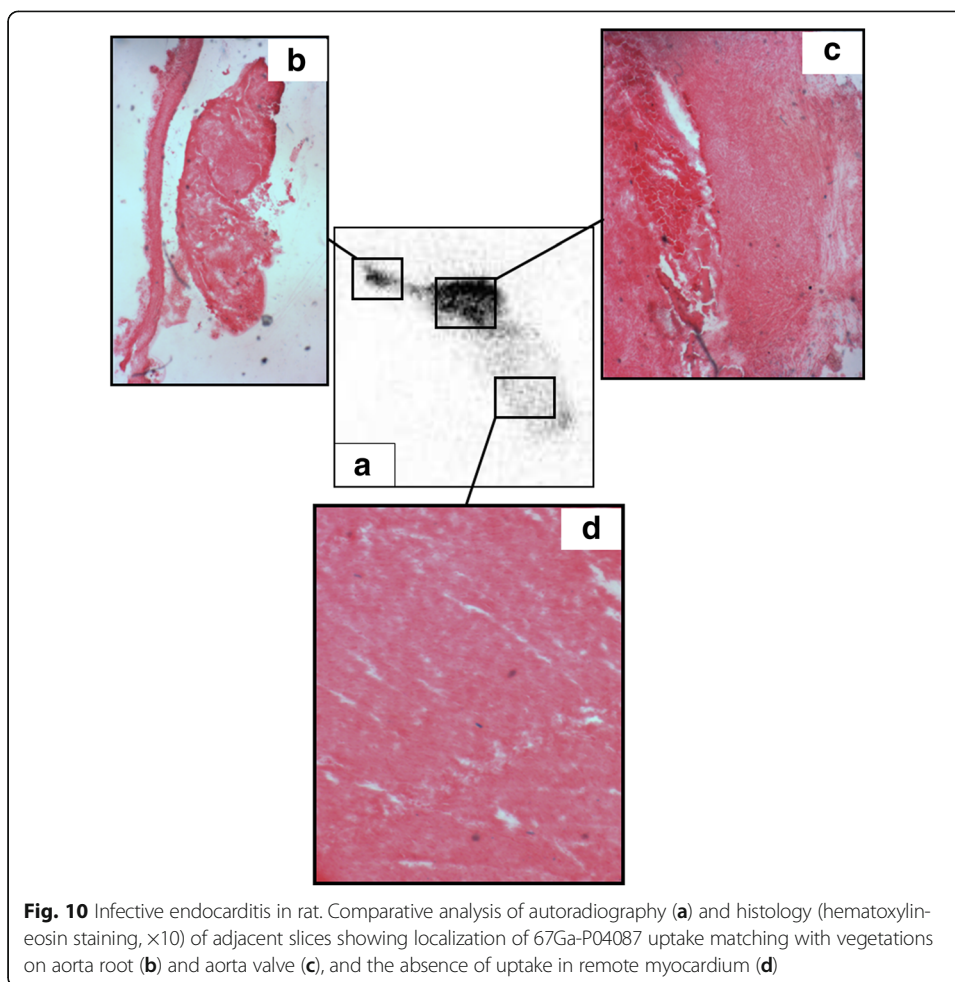 b
c
a
d
Fig. 10 Infective endocarditis in rat. Comparative analysis of autoradiography (a) and histology (hematoxylin-
eosin staining, ×10) of adjacent slices showing localization of 67Ga-P04087 uptake matching with vegetations
on aorta root (b) and aorta valve (c), and the absence of uptake in remote myocardium (d)